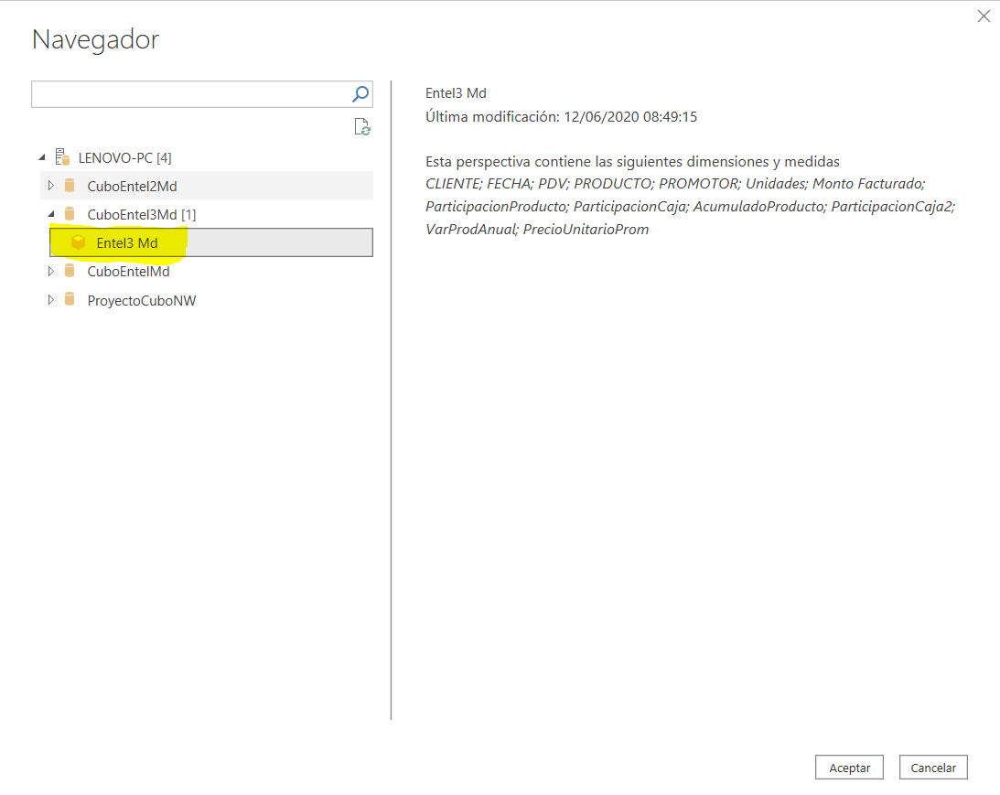 Navegador
LENOVO-PC [4]
CuboEntel2Md
CuboEntel3Md [1]
Entel3 Md
CuboEntelMd
ProyectoCuboNW
Entel3 Md
Última modificación: 12/06/2020 08:49:15
Esta perspectiva contiene las siguientes dimensiones y medidas
CLIENTE; FECHA; PDV; PRODUCTO; PROMOTOR; Unidades; Monto Facturado;
ParticipacionProducto; ParticipacionCaja; AcumuladoProducto; ParticipacionCaja2;
VarProdAnual; PrecioUnitarioProm
Aceptar
Cancelar